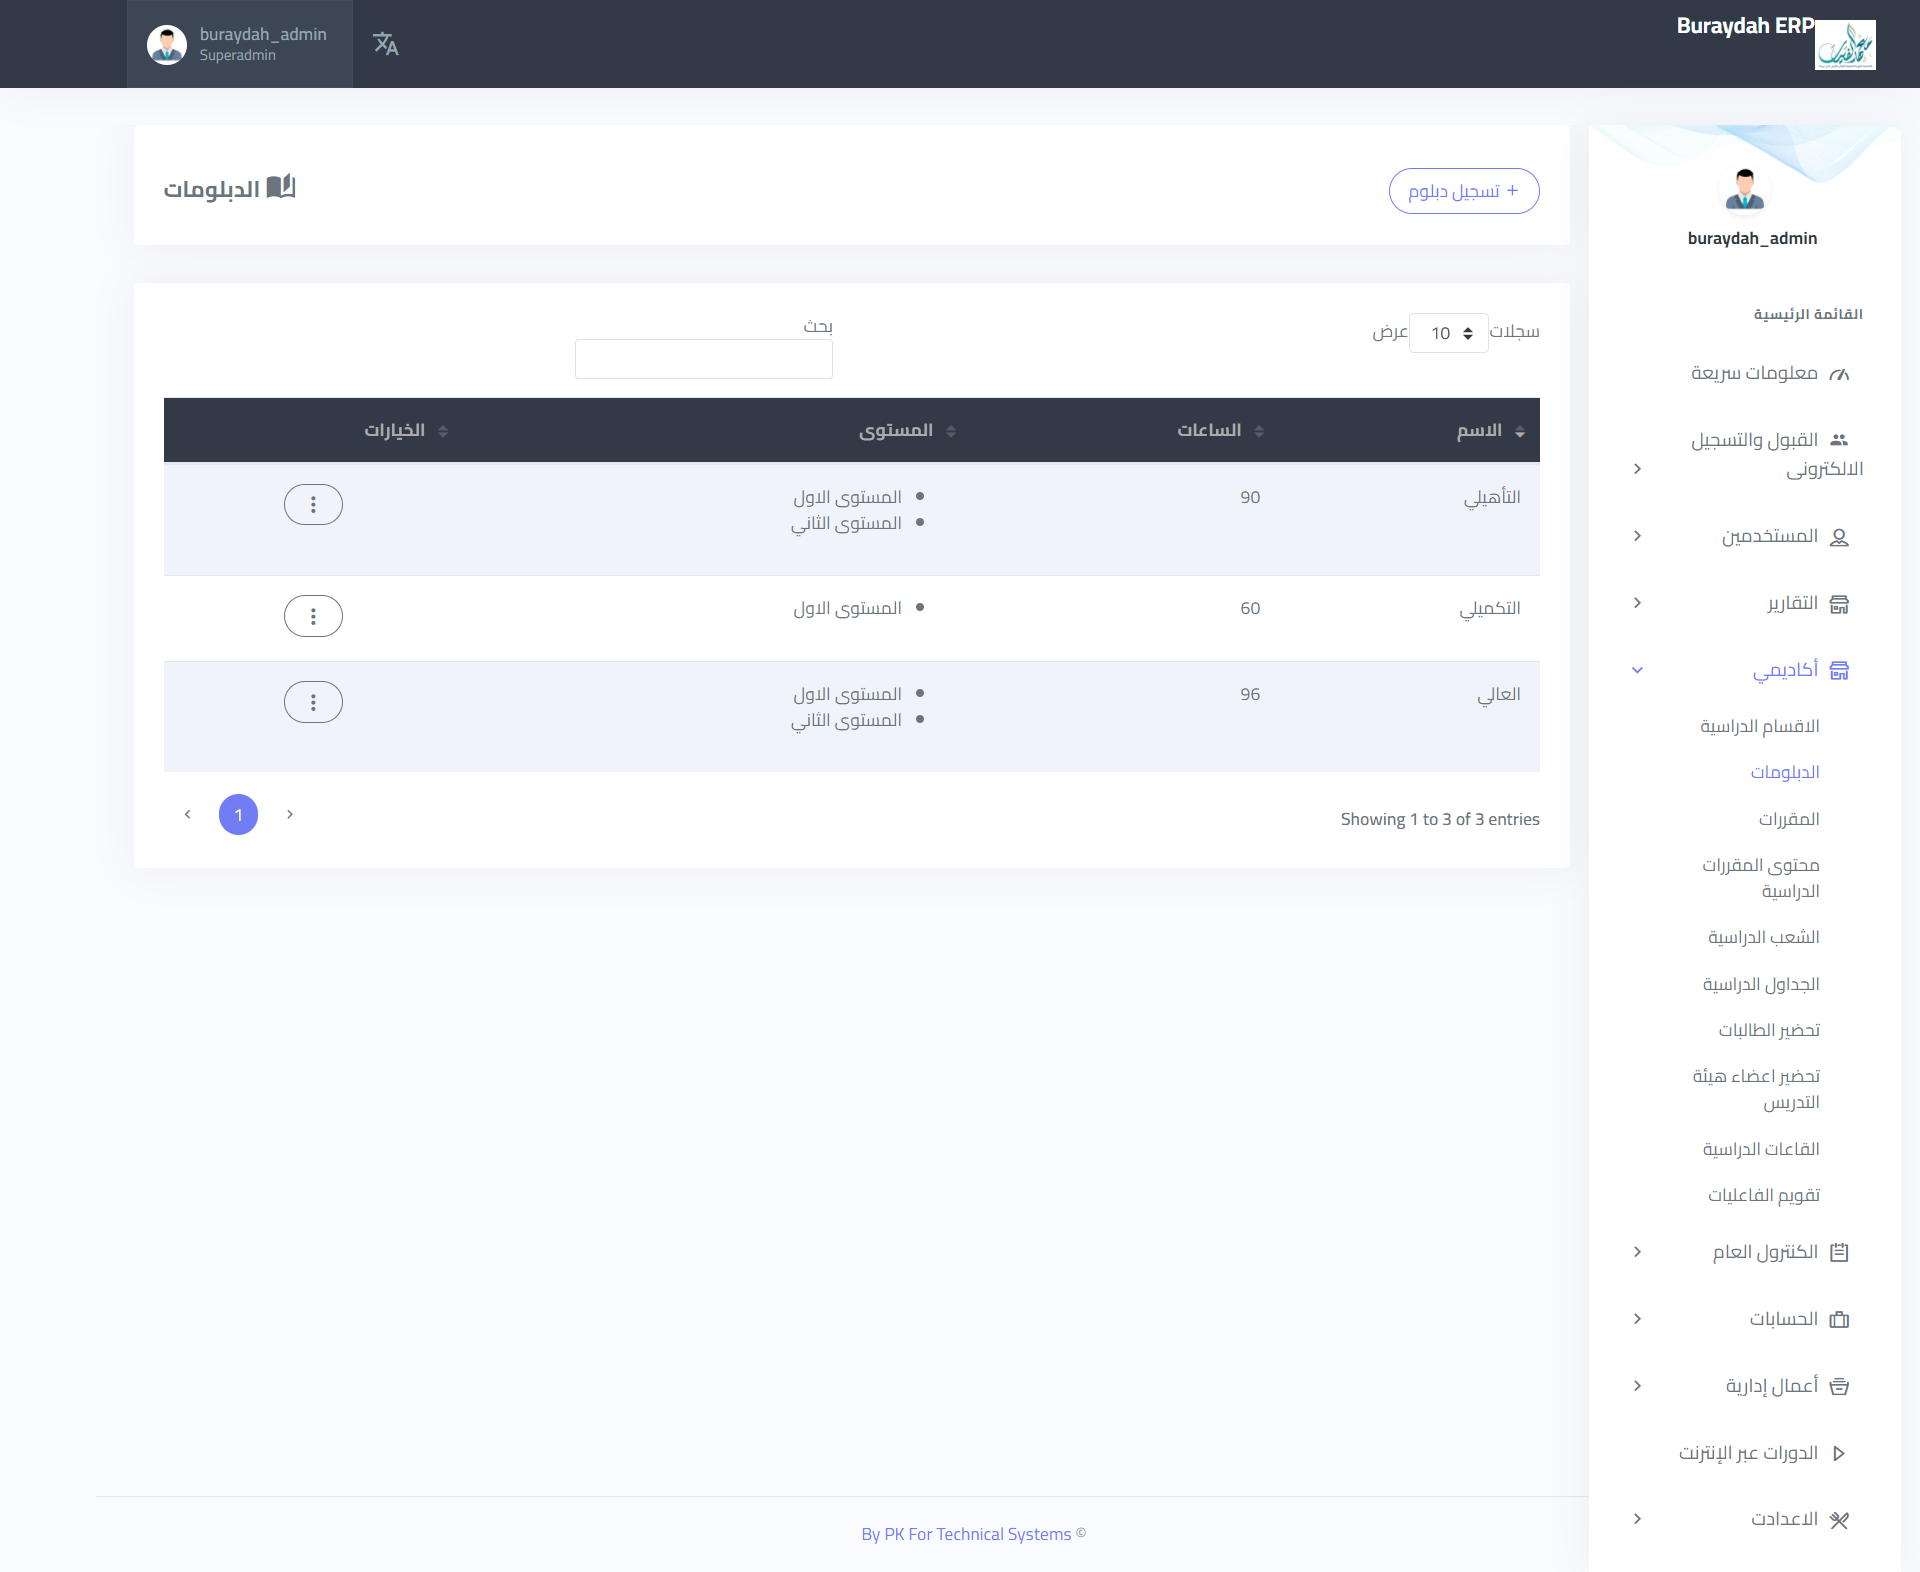 Buraydah ERP
buraydah_admin
Superadmin
buraydah_admin
القائمة الرئيسية
معلومات سريعة
القبول والتسجيل
الالكترونى
المستخدمين
التقارير
أكاديمي
الاقسام الدراسية
الدبلومات
المقررات
محتوى المقررات
الدراسية
الشعب الدراسية
الجداول الدراسية
تحضير الطالبات
تحضير اعضاء هيئة
التدريس
القاعات الدراسية
تقويم الفاعليات
الكنترول العام
الحسابات
أعمال إدارية
الدورات عبر الإنترنت
الاعدادت
+ تسجيل دبلوم
الدبلومات
سجلات 10 عرض
بحث
الاسم الساعات المستوى الخيارات
التأهيلي 90 • المستوى الاول
• المستوى الثاني
التكميلي 60 • المستوى الاول
العالي 96 • المستوى الاول
• المستوى الثاني
Showing 1 to 3 of 3 entries
1
By PK For Technical Systems ©